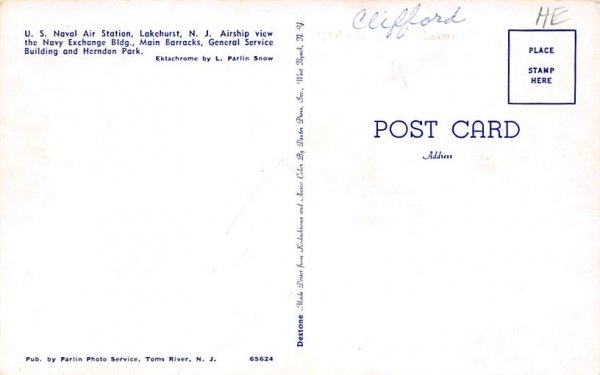 U. S. Naval Air Station, Lakehurst, N. J. Airship view
the Navy Exchange Bldg., Main Barracks, General Service
Building and Herndon Park.
Ektachrome by L. Parlin Snow
Clifford
HE
PLACE
STAMP
HERE
POST CARD
Address
Dextone Made Direct from Kodachrome and Ansco Color By Dexter Press, Inc., West Nyack, N. Y.
Pub. by Parlin Photo Service, Toms River, N. J. 65624